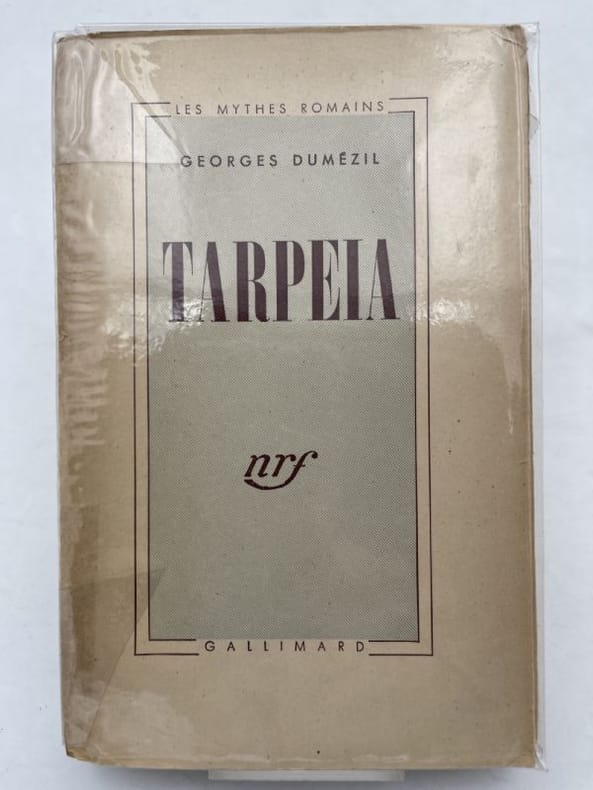 LES MYTHES ROMAINS
GEORGES DUMÉZIL
TARPEIA
nrf
GALLIMARD